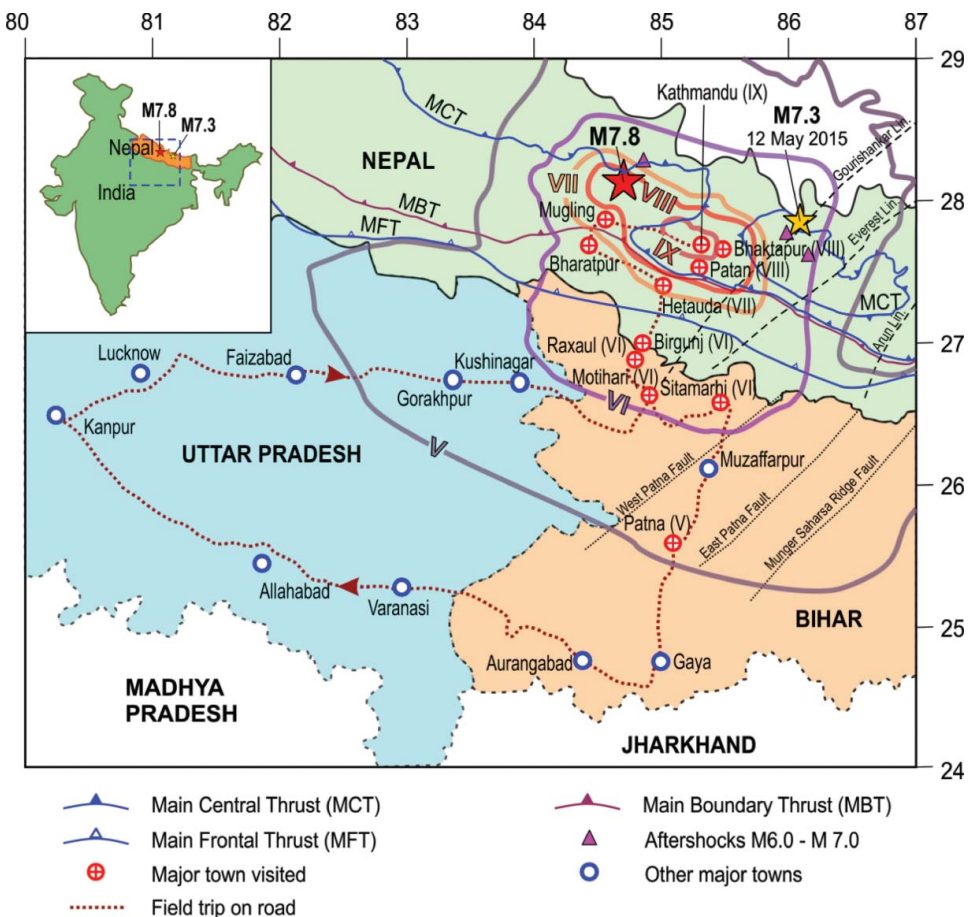 80 81 82 83 84 85 86 87
29
28
27
26
25
24
M7.8
M7.3
Nepal
India
MCT
NEPAL
MBT
MFT
Kathmandu (IX)
M7.8
M7.3
12 May 2015
Gourishankar Lin.
Everest Lin.
Arun Lin.
MCT
VII
VIII
IX
Mugling
Bharatpur
Bhaktapur (VIII)
Patan (VIII)
Hetauda (VII)
Birgunj (VI)
Raxaul (VI)
Motihari (VI)
Sitamarhi (VI)
VI
V
Lucknow
Faizabad
Kushinagar
Gorakhpur
Kanpur
UTTAR PRADESH
Muzaffarpur
West Patna Fault
East Patna Fault
Munger Saharsa Ridge Fault
Patna (V)
Allahabad
Varanasi
BIHAR
Aurangabad
Gaya
MADHYA
PRADESH
JHARKHAND
Main Central Thrust (MCT)
Main Boundary Thrust (MBT)
Main Frontal Thrust (MFT)
Aftershocks M6.0 - M 7.0
Major town visited
Other major towns
Field trip on road